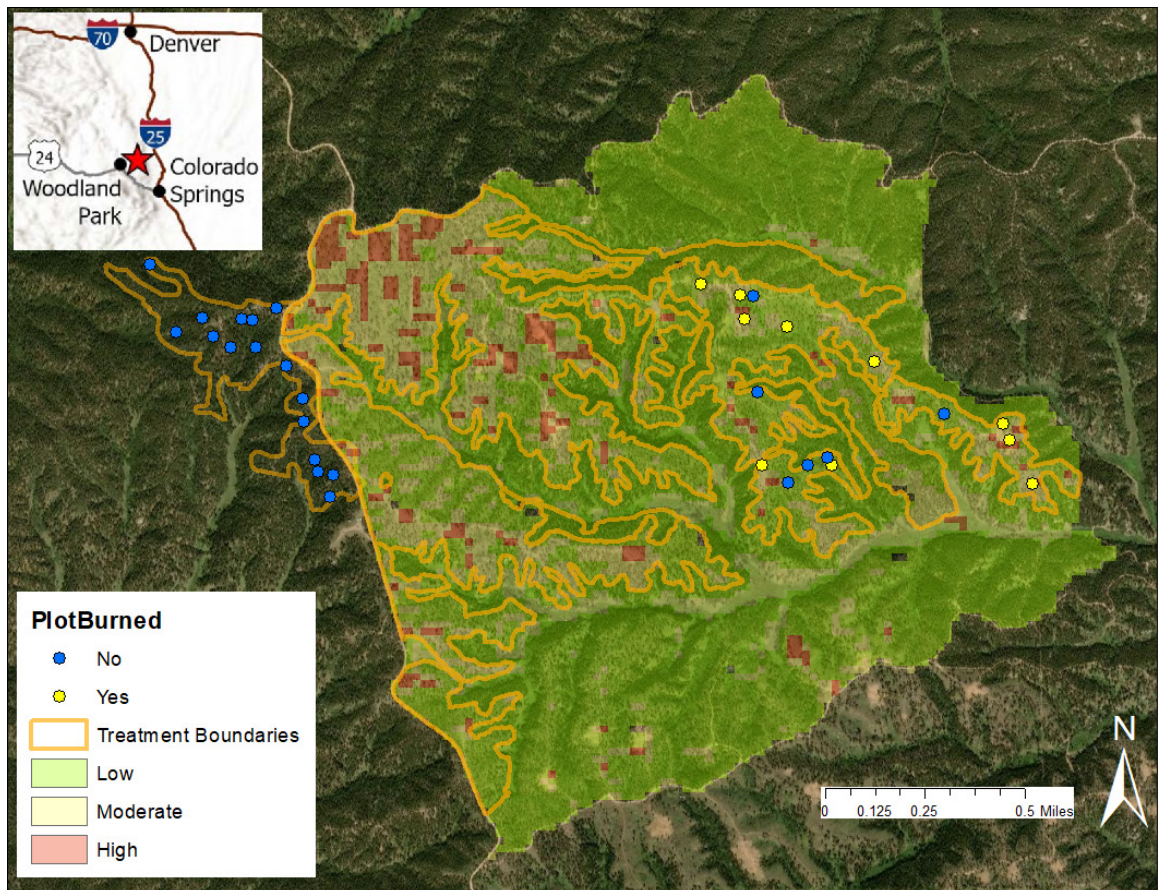 70
Denver
25
24
Colorado
Springs
Woodland
Park
PlotBurned
No
Yes
Treatment Boundaries
Low
Moderate
High
N
0 0.125 0.25 0.5 Miles